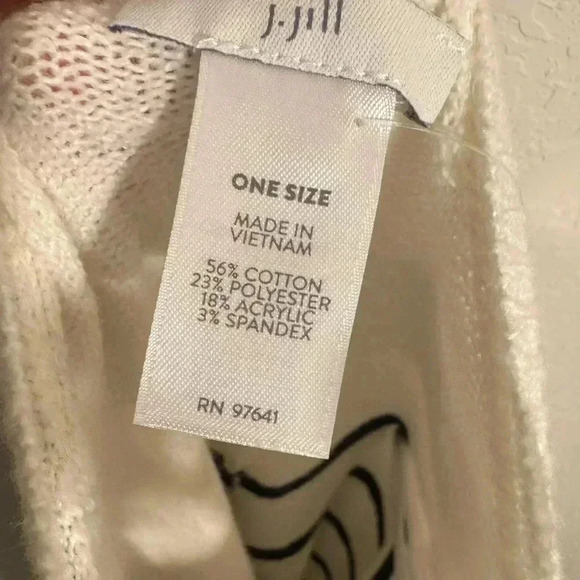 J.Jill
ONE SIZE
MADE IN
VIETNAM
56% COTTON
23% POLYESTER
18% ACRYLIC
3% SPANDEX
RN 97641